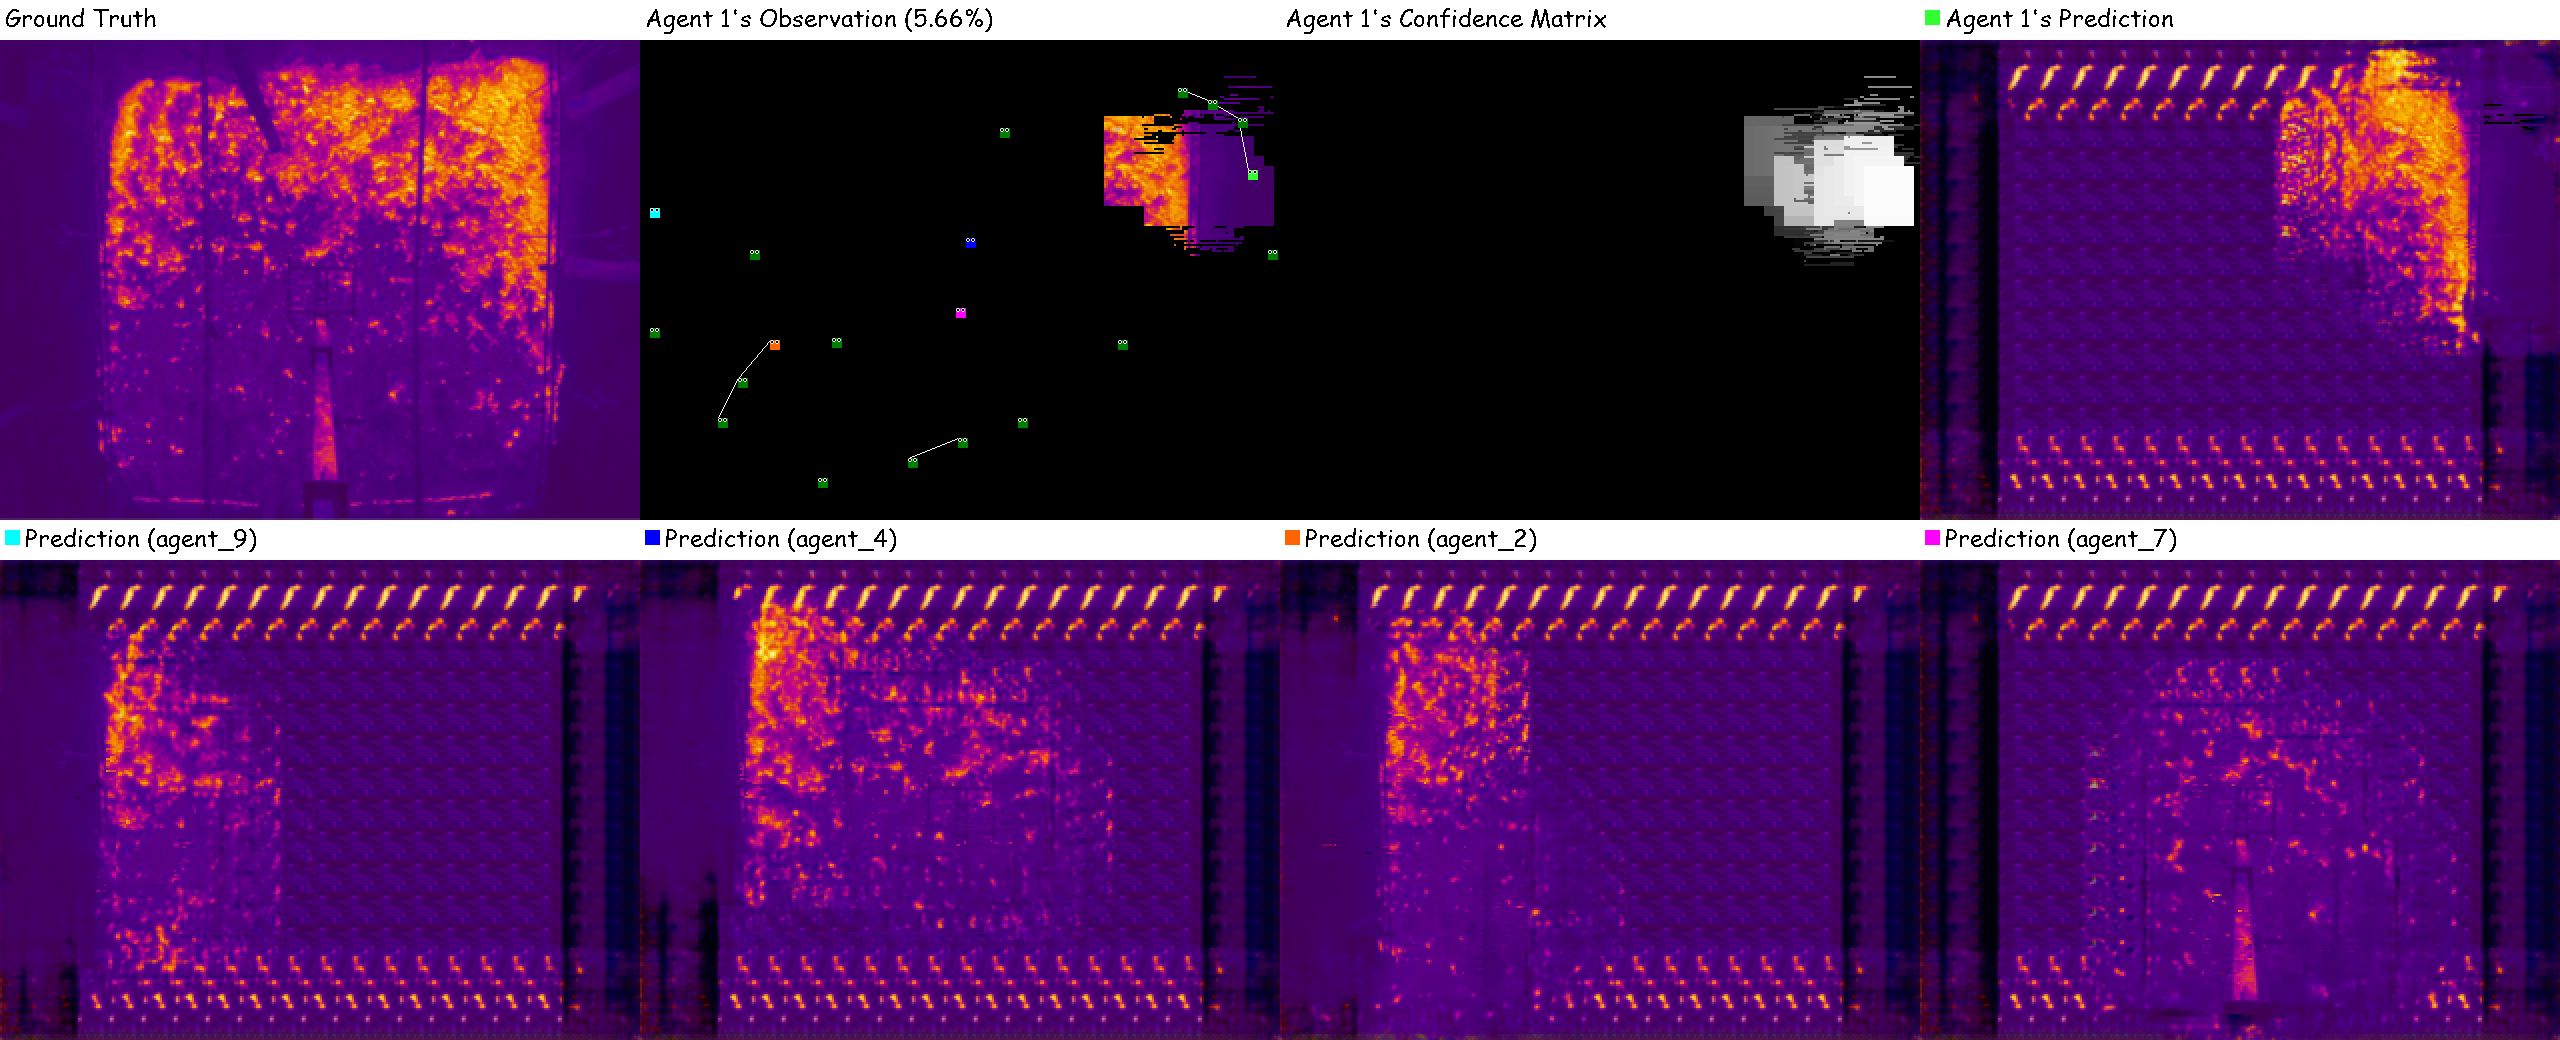 Ground Truth
Agent 1's Observation (5.66%)
Agent 1's Confidence Matrix
Agent 1's Prediction
Prediction (agent_9)
Prediction (agent_4)
Prediction (agent_2)
Prediction (agent_7)